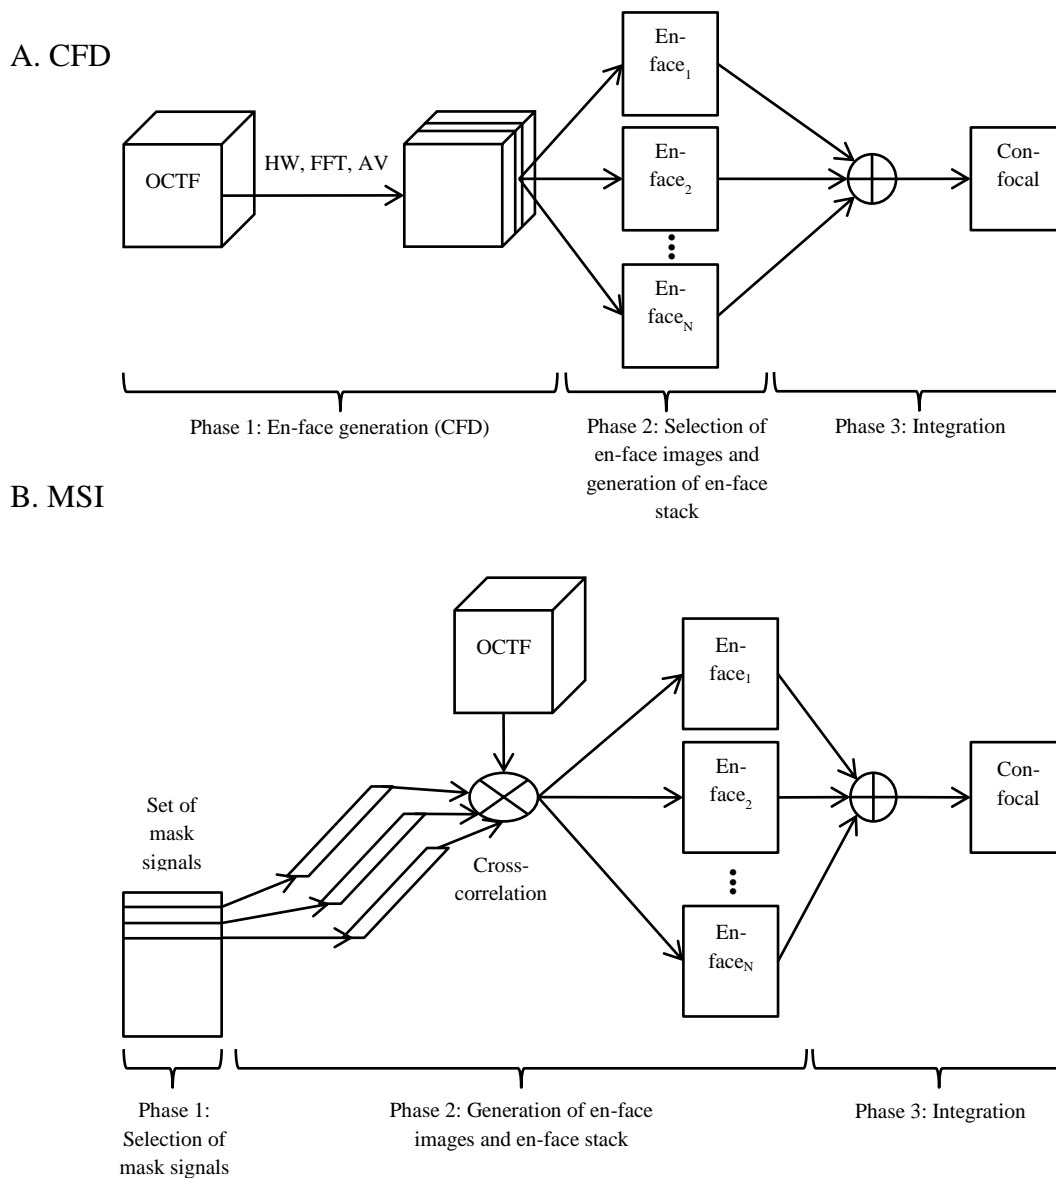 A. CFD
OCTF
HW, FFT, AV
En-
face1
En-
face2
En-
faceN
Con-
focal
Phase 1: En-face generation (CFD)
Phase 2: Selection of
en-face images and
generation of en-face
stack
Phase 3: Integration
B. MSI
OCTF
Set of
mask
signals
Cross-
correlation
En-
face1
En-
face2
En-
faceN
Con-
focal
Phase 1:
Selection of
mask signals
Phase 2: Generation of en-face
images and en-face stack
Phase 3: Integration